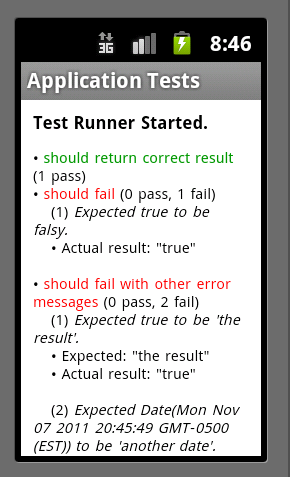 3G 8:46
Application Tests
Test Runner Started.
• should return correct result
(1 pass)
• should fail (0 pass, 1 fail)
(1) Expected true to be
falsy.
• Actual result: "true"
• should fail with other error
messages (0 pass, 2 fail)
(1) Expected true to be 'the
result'.
• Expected: "the result"
• Actual result: "true"
(2) Expected Date(Mon Nov
07 2011 20:45:49 GMT-0500
(EST)) to be 'another date'.